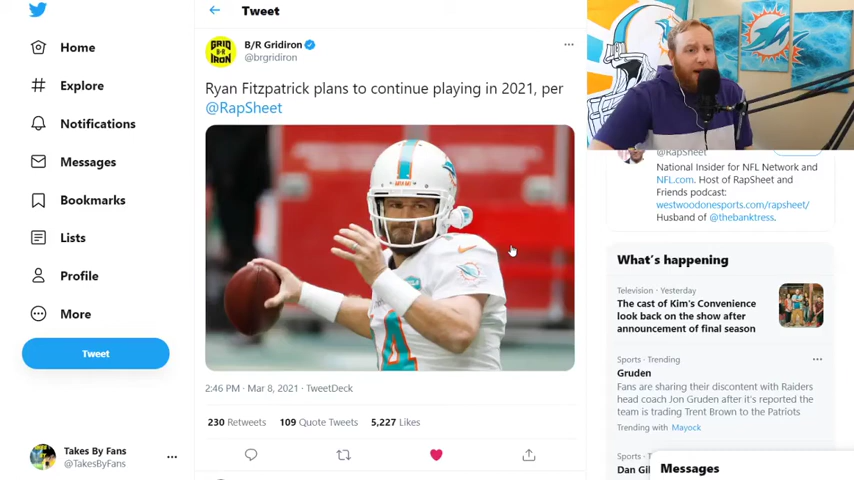 Tweet
Home
Explore
Notifications
Messages
Bookmarks
Lists
Profile
More
Tweet
Takes By Fans
@TakesByFans
GRID
B/R
IRON
B/R Gridiron
@brgridiron
Ryan Fitzpatrick plans to continue playing in 2021, per
@RapSheet
MIAMI
2:46 PM · Mar 8, 2021 · TweetDeck
230 Retweets 109 Quote Tweets 5,227 Likes
@RapSheet
National Insider for NFL Network and
NFL.com. Host of RapSheet and
Friends podcast:
westwoodonesports.com/rapsheet/
Husband of @thebanktress.
What's happening
Television · Yesterday
The cast of Kim's Convenience
look back on the show after
announcement of final season
Sports · Trending
Gruden
Fans are sharing their discontent with Raiders
head coach Jon Gruden after it's reported the
team is trading Trent Brown to the Patriots
Trending with Mayock
Sports ·
Dan Gil
Messages